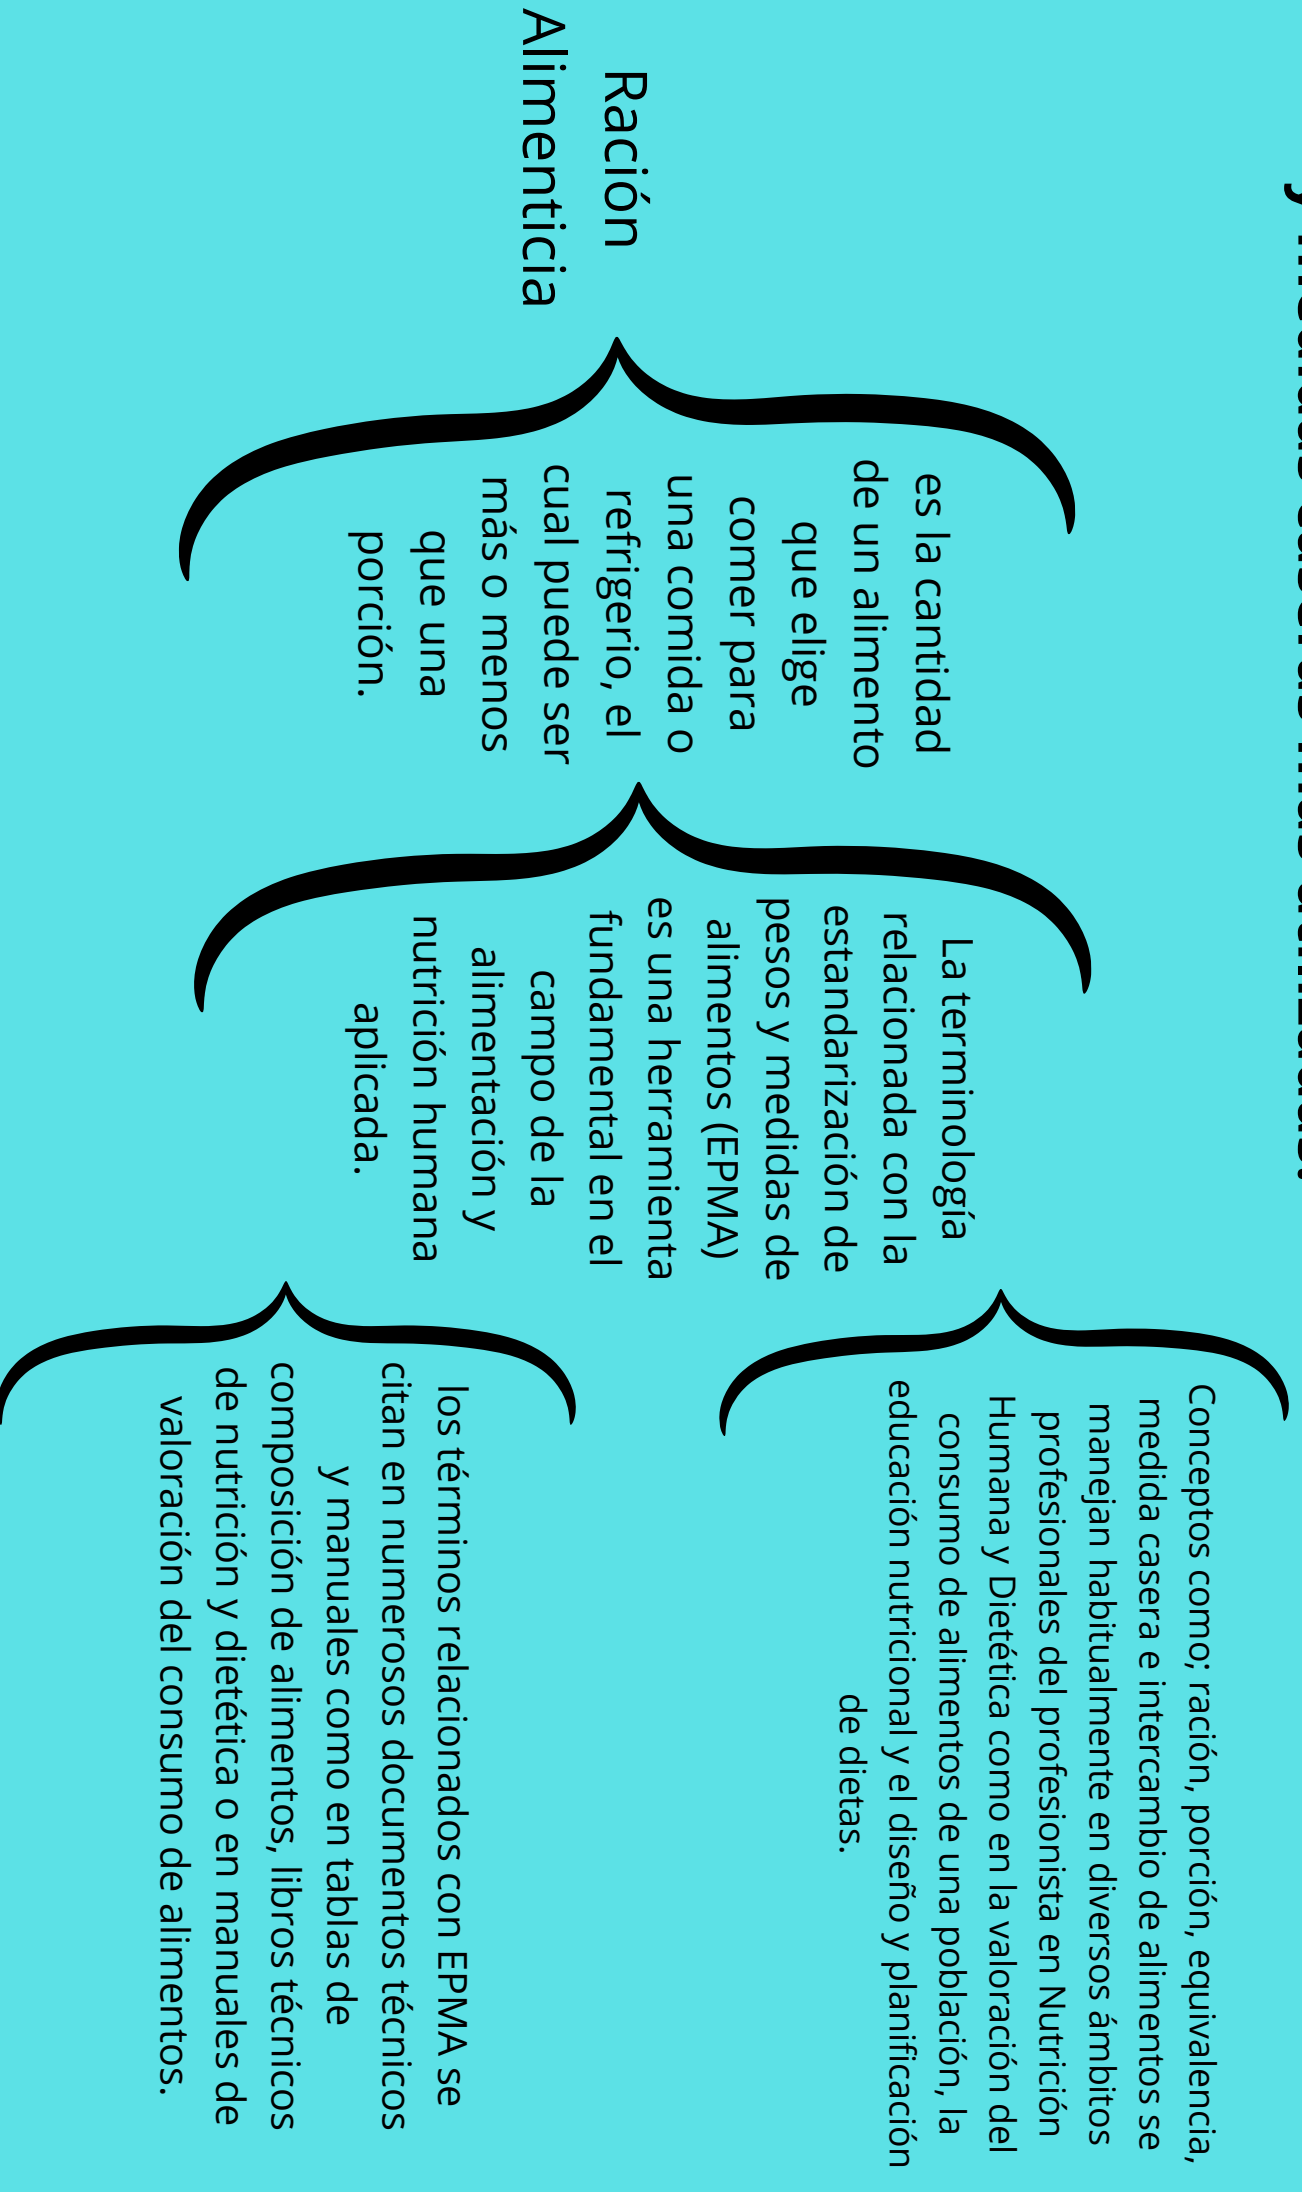 y medidas caseras más utilizadas.
Ración
Alimenticia
es la cantidad
de un alimento
que elige
comer para
una comida o
refrigerio, el
cual puede ser
más o menos
que una
porción.
La terminología
relacionada con la
estandarización de
pesos y medidas de
alimentos (EPMA)
es una herramienta
fundamental en el
campo de la
alimentación y
nutrición humana
aplicada.
Conceptos como; ración, porción, equivalencia,
medida casera e intercambio de alimentos se
manejan habitualmente en diversos ámbitos
profesionales del profesionista en Nutrición
Humana y Dietética como en la valoración del
consumo de alimentos de una población, la
educación nutricional y el diseño y planificación
de dietas.
los términos relacionados con EPMA se
citan en numerosos documentos técnicos
y manuales como en tablas de
composición de alimentos, libros técnicos
de nutrición y dietética o en manuales de
valoración del consumo de alimentos.